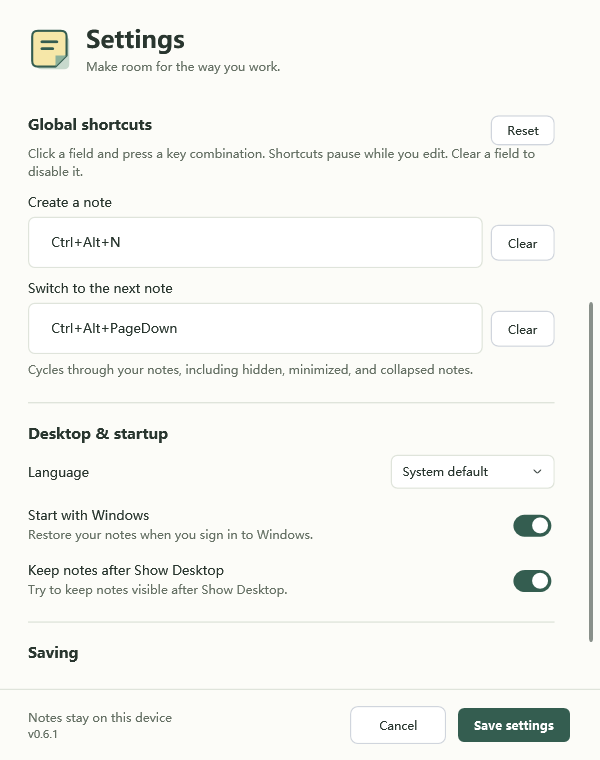 Settings
Make room for the way you work.
Global shortcuts
Reset
Click a field and press a key combination. Shortcuts pause while you edit. Clear a field to
disable it.
Create a note
Ctrl+Alt+N
Clear
Switch to the next note
Ctrl+Alt+PageDown
Clear
Cycles through your notes, including hidden, minimized, and collapsed notes.
Desktop & startup
Language
System default
Start with Windows
Restore your notes when you sign in to Windows.
Keep notes after Show Desktop
Try to keep notes visible after Show Desktop.
Saving
Notes stay on this device
v0.6.1
Cancel
Save settings